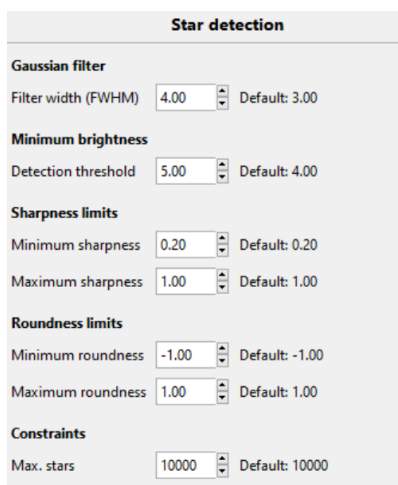 Star detection
Gaussian filter
Filter width (FWHM) 4.00 Default: 3.00
Minimum brightness
Detection threshold 5.00 Default: 4.00
Sharpness limits
Minimum sharpness 0.20 Default: 0.20
Maximum sharpness 1.00 Default: 1.00
Roundness limits
Minimum roundness -1.00 Default: -1.00
Maximum roundness 1.00 Default: 1.00
Constraints
Max. stars 10000 Default: 10000